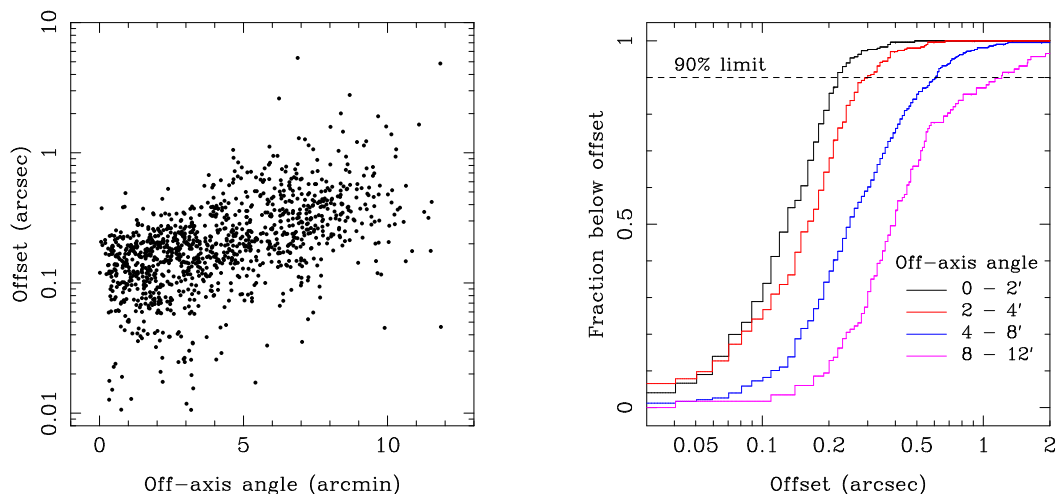 10
1
0.1
0.01
Offset (arcsec)
0
5
10
Off-axis angle (arcmin)
1
0.5
0
Fraction below offset
90% limit
Off-axis angle
0 - 2'
2 - 4'
4 - 8'
8 - 12'
0.05
0.1
0.2
0.5
1
2
Offset (arcsec)